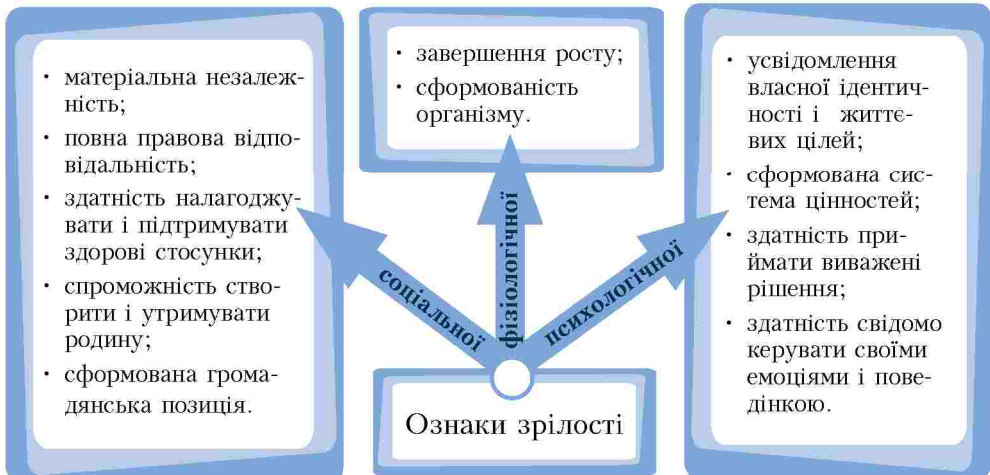 • матеріальна незалеж-
ність;
• повна правова відпо-
відальність;
• здатність налагоджу-
вати і підтримувати
здорові стосунки;
• спроможність ство-
рити і утримувати
родину;
• сформована грома-
дянська позиція.
• завершення росту;
• сформованість
організму.
• усвідомлення
власної ідентич-
ності і життє-
вих цілей;
• сформована сис-
тема цінностей;
• здатність при-
ймати виважені
рішення;
• здатність свідомо
керувати своїми
емоціями і пове-
дінкою.
соціальної
фізіологічної
психологічної
Ознаки зрілості